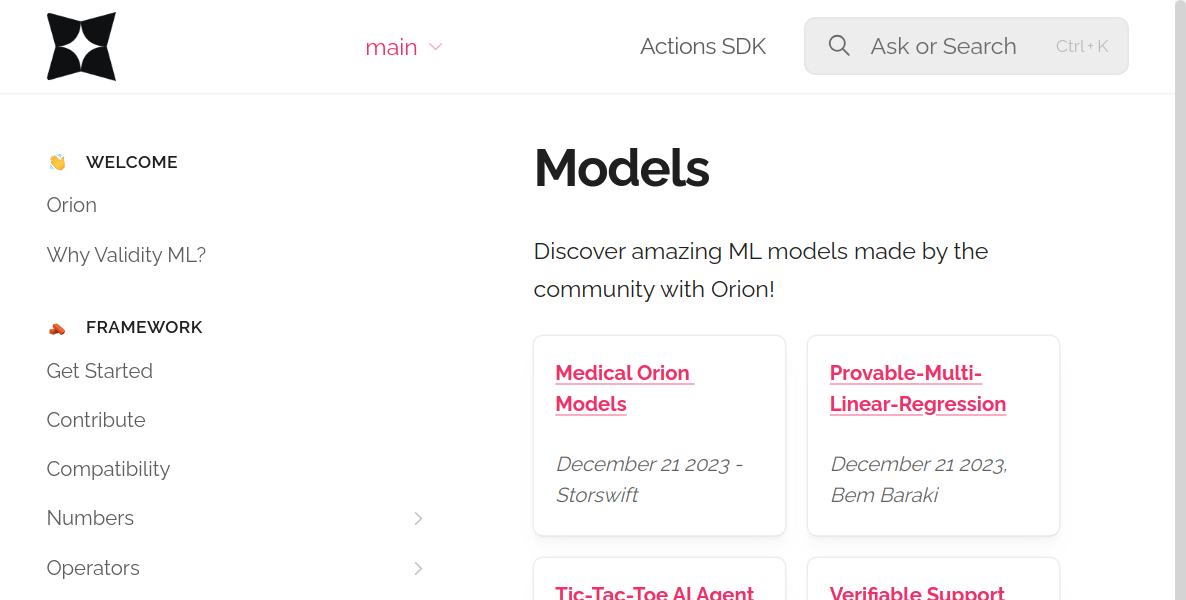 main
Actions SDK
Ask or Search
Ctrl + K
WELCOME
Orion
Why Validity ML?
FRAMEWORK
Get Started
Contribute
Compatibility
Numbers
Operators
Models
Discover amazing ML models made by the
community with Orion!
Medical Orion
Models
December 21 2023 -
Storswift
Provable-Multi-
Linear-Regression
December 21 2023,
Bem Baraki
Tic-Tac-Toe AI Agent
Verifiable Support